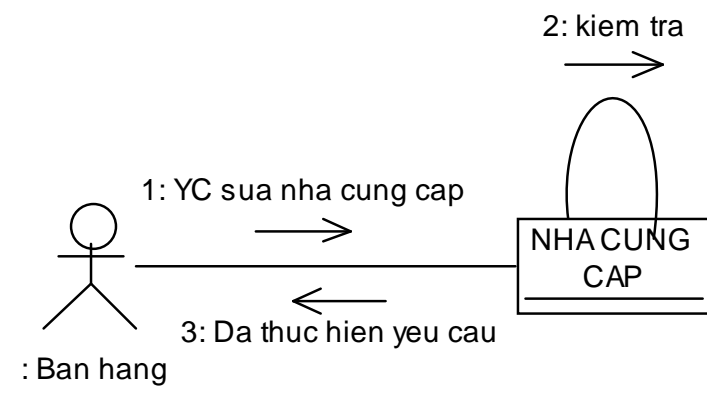 2: kiem tra
1: YC sua nha cung cap
NHA CUNG
CAP
3: Da thuc hien yeu cau
: Ban hang